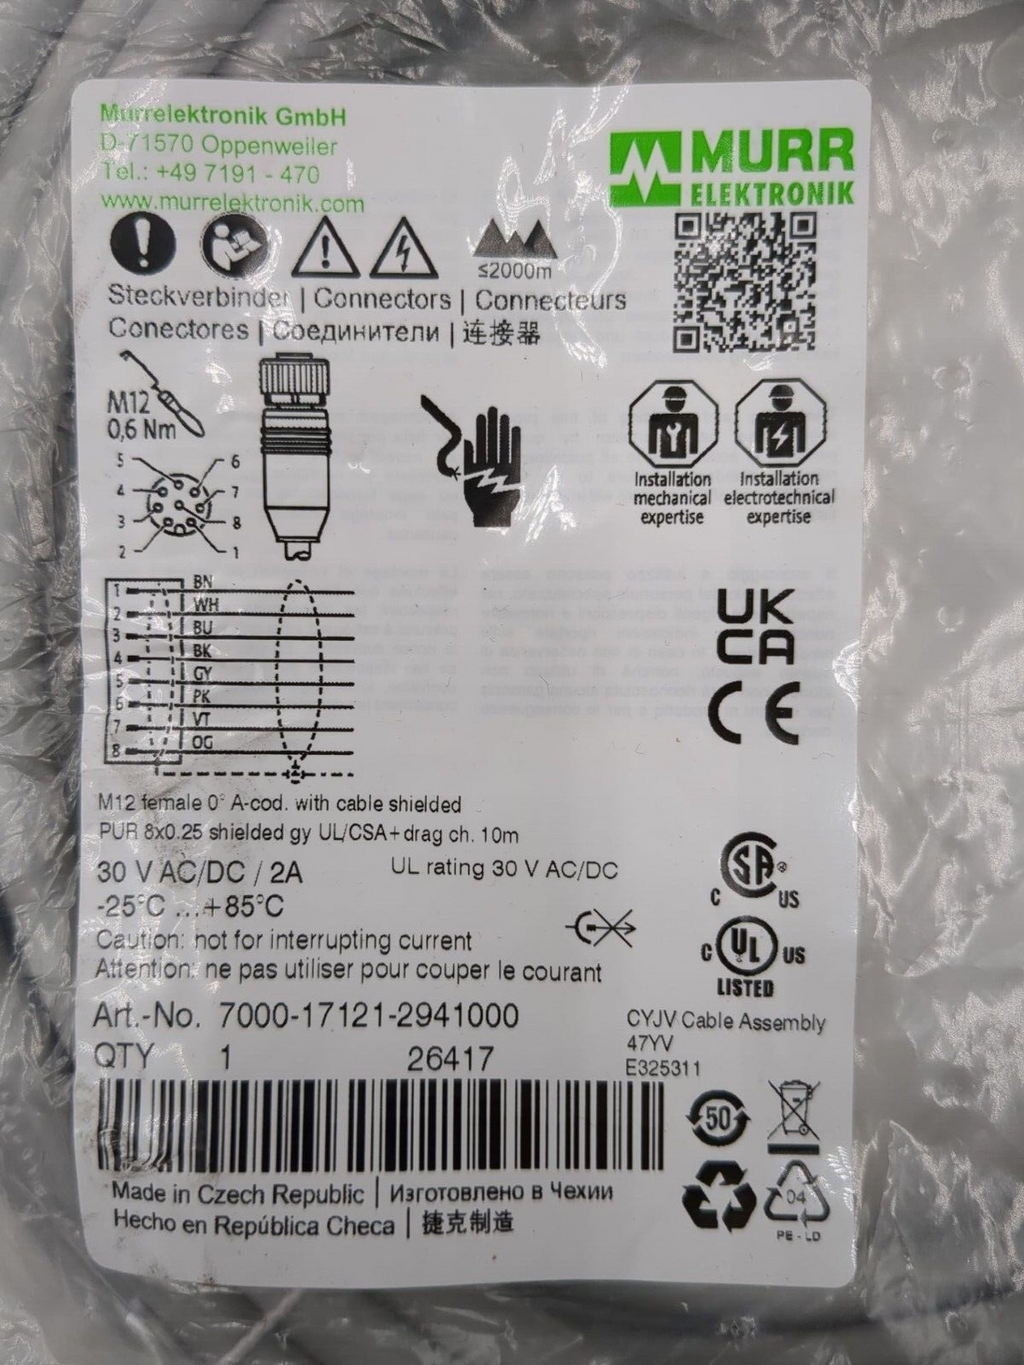 Murrelektronik GmbH
D-71570 Oppenweiler
Tel.: +49 7191 - 470
www.murrelektronik.com
MURR
ELEKTRONIK
≤2000m
Steckverbinder | Connectors | Connecteurs
Conectores | Соединители | 连接器
M12
0,6 Nm
5 6
4 7
3 8
2 1
Installation mechanical expertise
Installation electrotechnical expertise
1 BN
2 WH
3 BU
4 BK
5 GY
6 PK
7 VT
8 OG
UK
CA
CE
M12 female 0° A-cod. with cable shielded
PUR 8x0.25 shielded gy UL/CSA+drag ch. 10m
30 V AC/DC / 2A UL rating 30 V AC/DC
-25°C ...+85°C
Caution: not for interrupting current
Attention: ne pas utiliser pour couper le courant
C SA US
C UL US
LISTED
Art.-No. 7000-17121-2941000
QTY 1 26417
CYJV Cable Assembly
47YV
E325311
50
Made in Czech Republic | Изготовлено в Чехии
Hecho en República Checa | 捷克制造
04
PE - LD